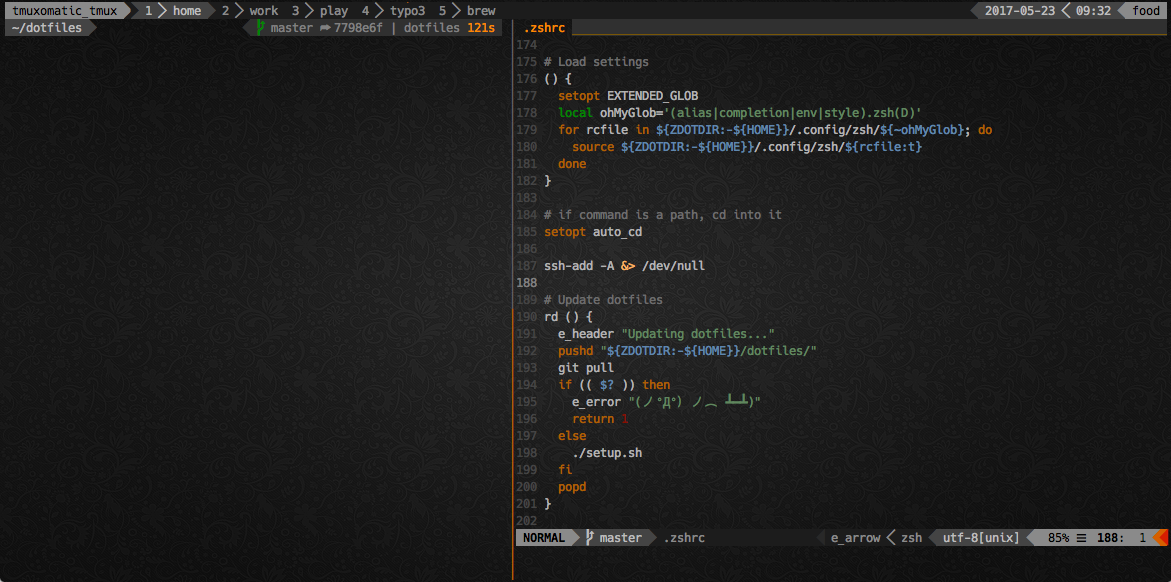 tmuxomatic_tmux 1 home 2 work 3 play 4 typo3 5 brew 2017-05-23 09:32 food
~/dotfiles master ➦ 7798e6f | dotfiles 121s
.zshrc
174
175 # Load settings
176 () {
177   setopt EXTENDED_GLOB
178   local ohMyGlob='(alias|completion|env|style).zsh(D)'
179   for rcfile in ${ZDOTDIR:-${HOME}}/.config/zsh/${~ohMyGlob}; do
180     source ${ZDOTDIR:-${HOME}}/.config/zsh/${rcfile:t}
181   done
182 }
183
184 # if command is a path, cd into it
185 setopt auto_cd
186
187 ssh-add -A &> /dev/null
188
189 # Update dotfiles
190 rd () {
191   e_header "Updating dotfiles..."
192   pushd "${ZDOTDIR:-${HOME}}/dotfiles/"
193   git pull
194   if (( $? )) then
195     e_error "(ノ°Д°) ノ︵ ┻━┻)"
196     return 1
197   else
198     ./setup.sh
199   fi
200   popd
201 }
202
NORMAL master .zshrc e_arrow zsh utf-8[unix] 85% ☰ 188: 1